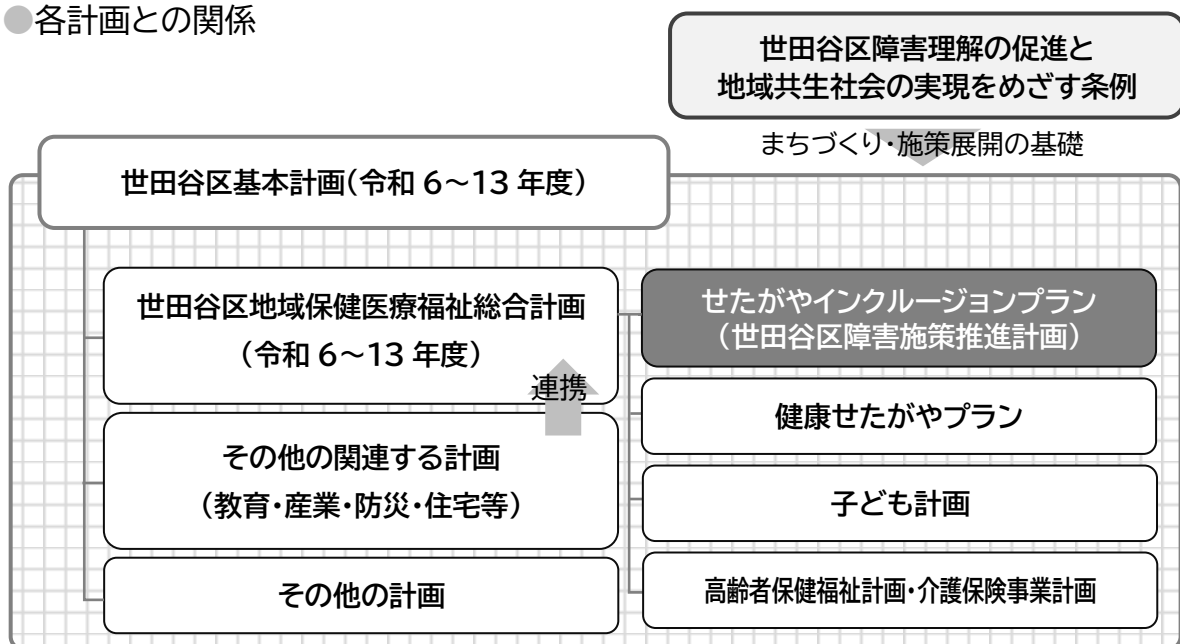 ●各計画との関係
世田谷区障害理解の促進と
地域共生社会の実現をめざす条例
まちづくり・施策展開の基礎
世田谷区基本計画(令和 6～13 年度)
世田谷区地域保健医療福祉総合計画
(令和 6～13 年度)
連携
その他の関連する計画
(教育・産業・防災・住宅等)
その他の計画
せたがやインクルージョンプラン
(世田谷区障害施策推進計画)
健康せたがやプラン
子ども計画
高齢者保健福祉計画・介護保険事業計画